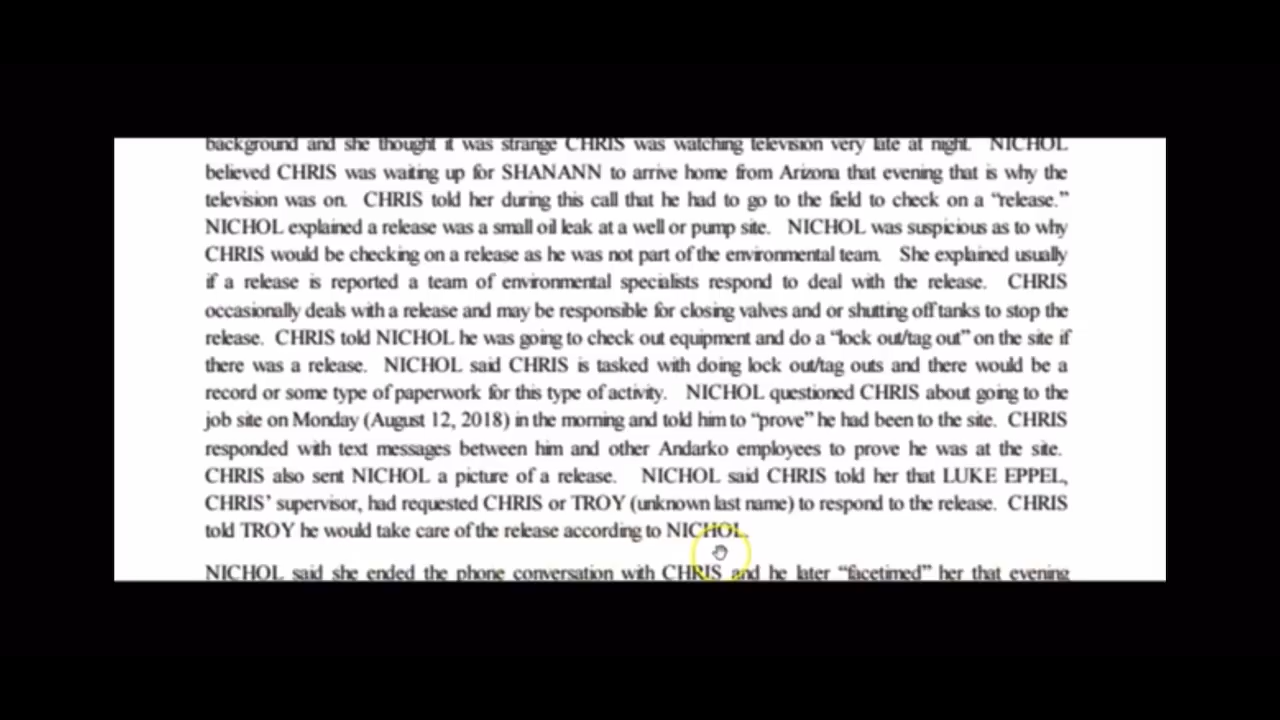 background and she thought it was strange CHRIS was watching television very late at night. NICHOL
believed CHRIS was waiting up for SHANANN to arrive home from Arizona that evening that is why the
television was on. CHRIS told her during this call that he had to go to the field to check on a “release.”
NICHOL explained a release was a small oil leak at a well or pump site. NICHOL was suspicious as to why
CHRIS would be checking on a release as he was not part of the environmental team. She explained usually
if a release is reported a team of environmental specialists respond to deal with the release. CHRIS
occasionally deals with a release and may be responsible for closing valves and or shutting off tanks to stop the
release. CHRIS told NICHOL he was going to check out equipment and do a “lock out/tag out” on the site if
there was a release. NICHOL said CHRIS is tasked with doing lock out/tag outs and there would be a
record or some type of paperwork for this type of activity. NICHOL questioned CHRIS about going to the
job site on Monday (August 12, 2018) in the morning and told him to “prove” he had been to the site. CHRIS
responded with text messages between him and other Andarko employees to prove he was at the site.
CHRIS also sent NICHOL a picture of a release. NICHOL said CHRIS told her that LUKE EPPEL,
CHRIS’ supervisor, had requested CHRIS or TROY (unknown last name) to respond to the release. CHRIS
told TROY he would take care of the release according to NICHOL.
NICHOL said she ended the phone conversation with CHRIS and he later “facetimed” her that evening